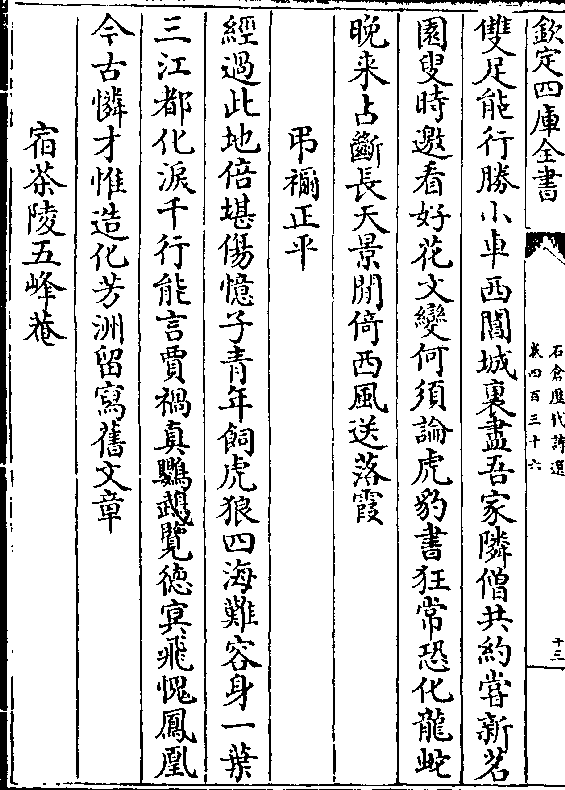 欽定四庫全書
石倉歷代詩選
卷四百三十六
十三
雙足能行勝小車西閶城裏盡吾家隣僧共約嘗新茗
園叟時邀看好花文變何須論虎豹書狂常恐化龍蛇
晚来占斷長天景閒倚西風送落霞
弔禰正平
經過此地倍堪傷憶子青年飼虎狼四海難容身一葉
三江都化淚千行能言賈禍真鸚鵡覽徳冥飛愧鳳凰
今古憐才惟造化芳洲留寫舊文章
宿茶陵五峰菴